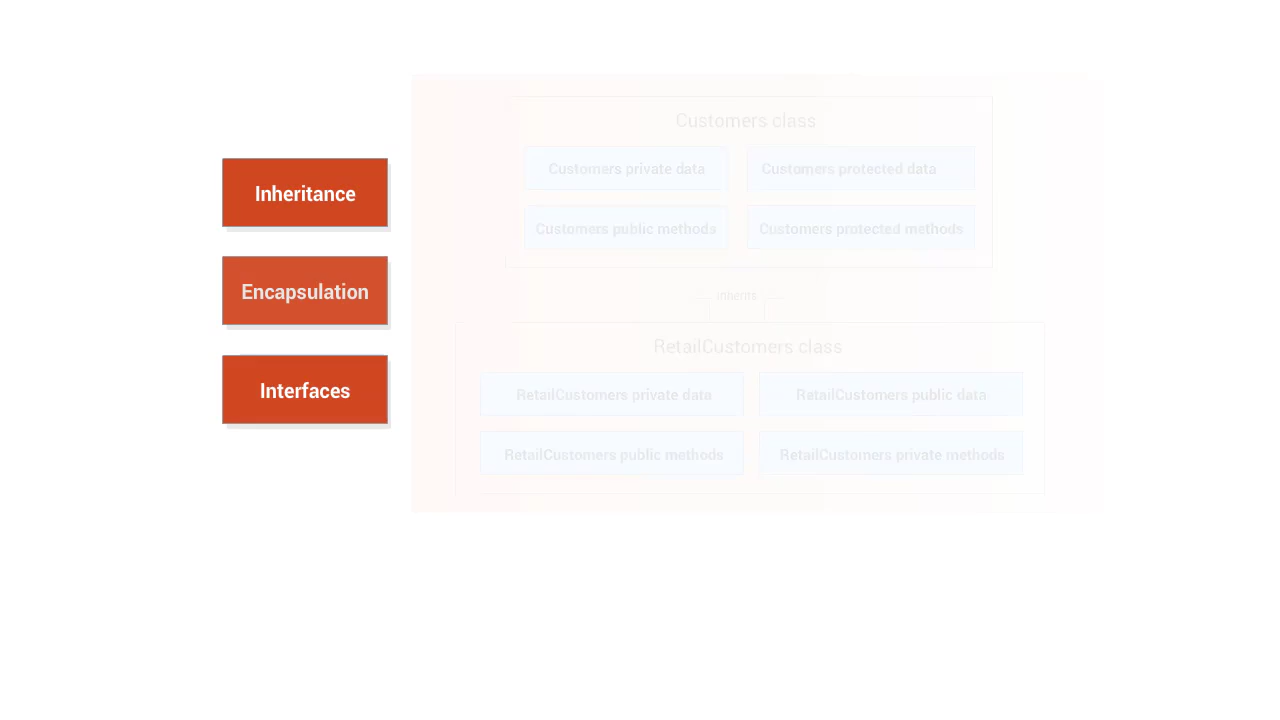 Inheritance
Encapsulation
Interfaces
Customers class
Customers private data
Customers protected data
Customers public methods
Customers protected methods
inherits
RetailCustomers class
RetailCustomers private data
RetailCustomers public data
RetailCustomers public methods
RetailCustomers private methods